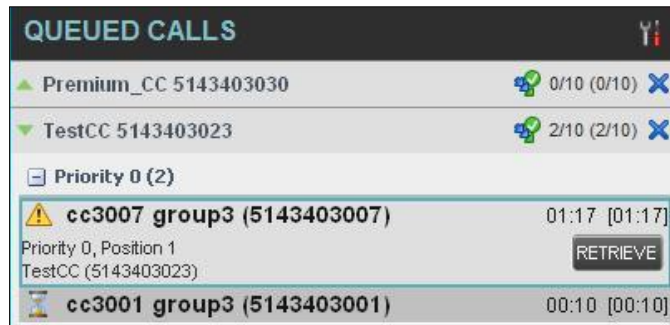 QUEUED CALLS
Premium_CC 5143403030 0/10 (0/10)
TestCC 5143403023 2/10 (2/10)
Priority 0 (2)
cc3007 group3 (5143403007) 01:17 [01:17]
Priority 0, Position 1 RETRIEVE
TestCC (5143403023)
cc3001 group3 (5143403001) 00:10 [00:10]